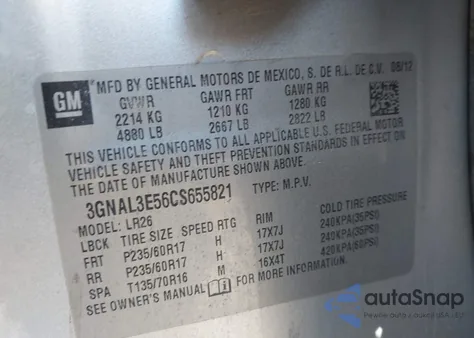 GM
MFD BY GENERAL MOTORS DE MEXICO, S. DE R.L. DE C.V. 08/12
GVWR GAWR FRT GAWR RR
2214 KG 1210 KG 1280 KG
4880 LB 2667 LB 2822 LB
THIS VEHICLE CONFORMS TO ALL APPLICABLE U.S. FEDERAL MOTOR
VEHICLE SAFETY AND THEFT PREVENTION STANDARDS IN EFFECT ON
THE DATE OF MANUFACTURE SHOWN ABOVE.
3GNAL3E56CS655821 TYPE: M.P.V.
MODEL: LR26
LBCK TIRE SIZE SPEED RTG RIM COLD TIRE PRESSURE
FRT P235/60R17 H 17X7J 240KPA(35PSI)
RR P235/60R17 H 17X7J 240KPA(35PSI)
SPA T135/70R16 M 16X4T 420KPA(60PSI)
SEE OWNER'S MANUAL FOR MORE INFORMATION.
autoSnap